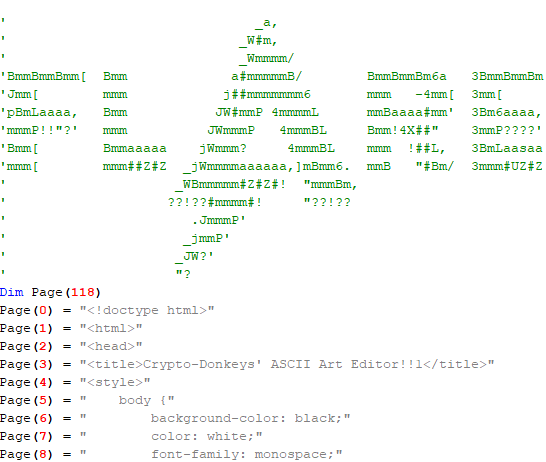 '                               _a,
'                             _W#m,
'                             _Wmmmm/
'BmmBmmBmm[  Bmm             a#mmmmmB/        BmmBmmBm6a   3BmmBmmBm
'Jmm[        mmm            j##mmmmmmm6       mmm   -4mm[  3mm[
'pBmLaaaa,   Bmm           JW#mmP 4mmmmL      mmBaaaa#mm'  3Bm6aaaa,
'mmmP!!"?'   mmm          JWmmmP   4mmmBL     Bmm!4X##"    3mmP????'
'Bmm[        Bmmaaaaaa    jWmmm?     4mmmBL    mmm  !##L,   3BmLaasaa
'mmm[        mmm##Z#Z  _jWmmmmaaaaaa,]mBmm6.  mmB   "#Bm/  3mmm#UZ#Z
'                     _WBmmmmm#Z#Z#!  "mmmBm,
'                    ??!??#mmmm#!     "??!??
'                       .JmmmP'
'                      _jmmP'
'                     _JW?'
'                     "?
Dim Page(118)
Page(0) = "<!doctype html>"
Page(1) = "<html>"
Page(2) = "<head>"
Page(3) = "<title>Crypto-Donkeys' ASCII Art Editor!!1</title>"
Page(4) = "<style>"
Page(5) = "    body {"
Page(6) = "        background-color: black;"
Page(7) = "        color: white;"
Page(8) = "        font-family: monospace;"